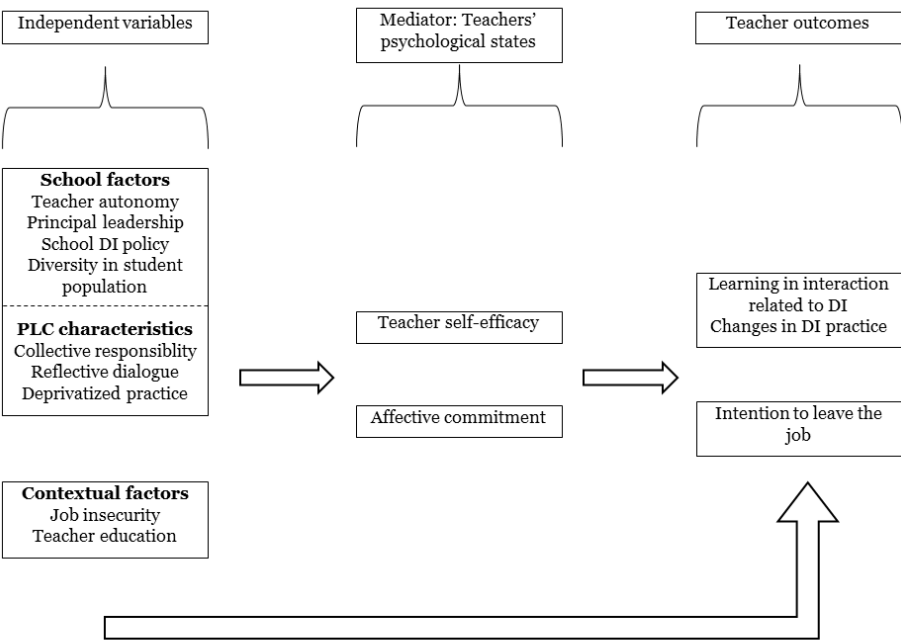 Independent variables
Mediator: Teachers'
psychological states
Teacher outcomes
School factors
Teacher autonomy
Principal leadership
School DI policy
Diversity in student
population
PLC characteristics
Collective responsiblity
Reflective dialogue
Deprivatized practice
Contextual factors
Job insecurity
Teacher education
Teacher self-efficacy
Affective commitment
Learning in interaction
related to DI
Changes in DI practice
Intention to leave the
job